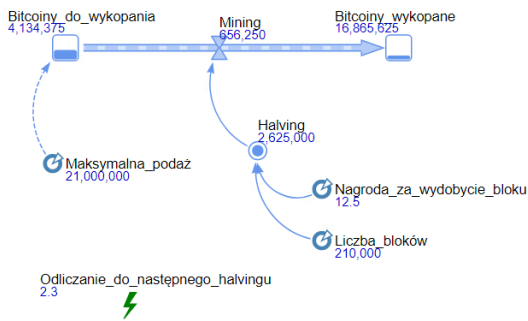 Bitcoiny_do_wykopania
4,134,375
Mining
656,250
Bitcoiny_wykopane
16,865,625
Halving
2,625,000
Maksymalna_podaż
21,000,000
Nagroda_za_wydobycie_bloku
12.5
Liczba_bloków
210,000
Odliczanie_do_następnego_halvingu
2.3